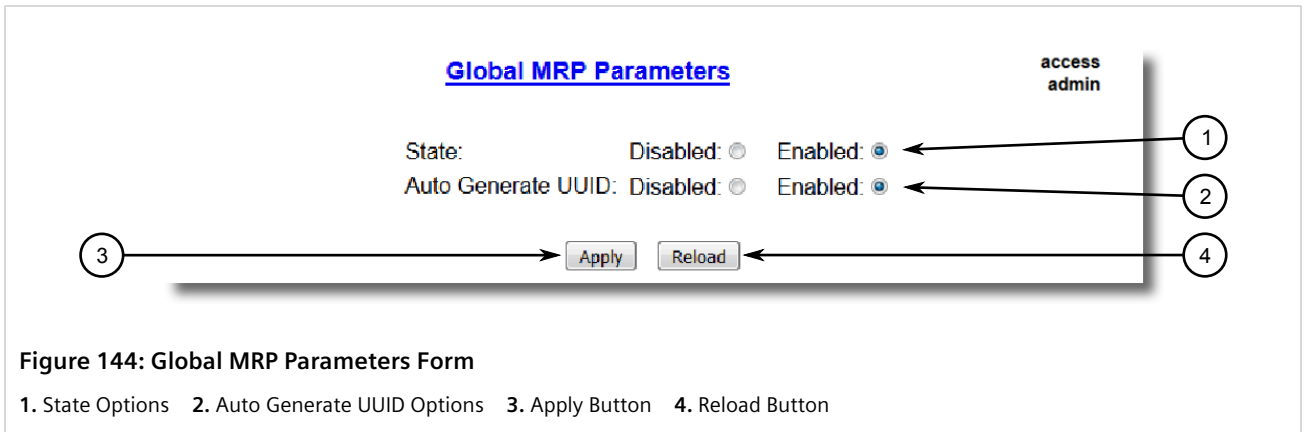 Global MRP Parameters
access
admin
State: Disabled: Enabled:
1
Auto Generate UUID: Disabled: Enabled:
2
3
Apply Reload
4
Figure 144: Global MRP Parameters Form
1. State Options 2. Auto Generate UUID Options 3. Apply Button 4. Reload Button